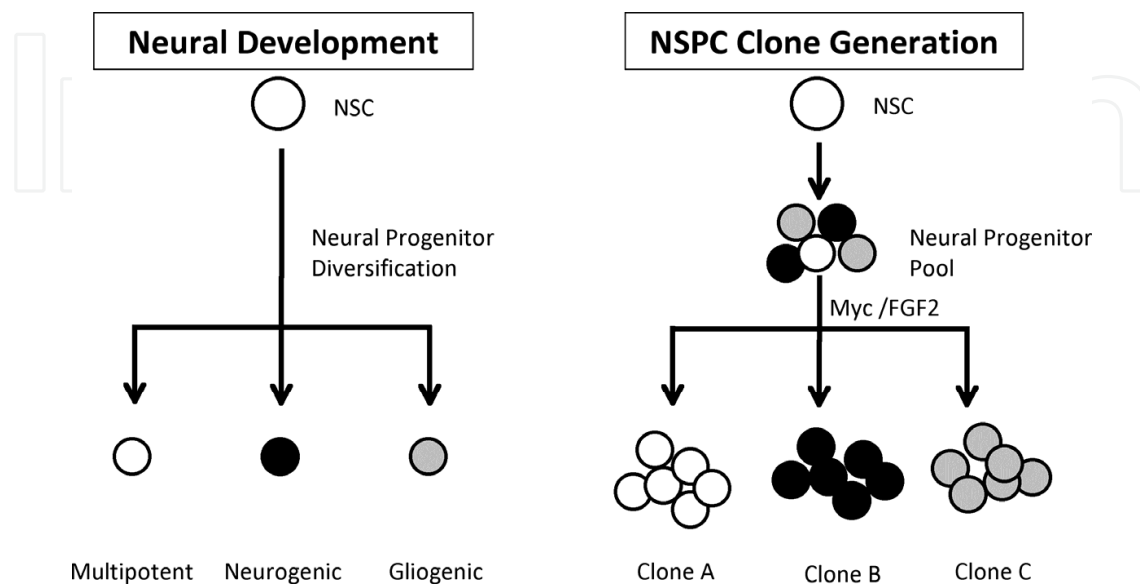 Neural Development
NSC
Neural Progenitor
Diversification
Multipotent
Neurogenic
Gliogenic
NSPC Clone Generation
NSC
Neural Progenitor
Pool
Myc /FGF2
Clone A
Clone B
Clone C